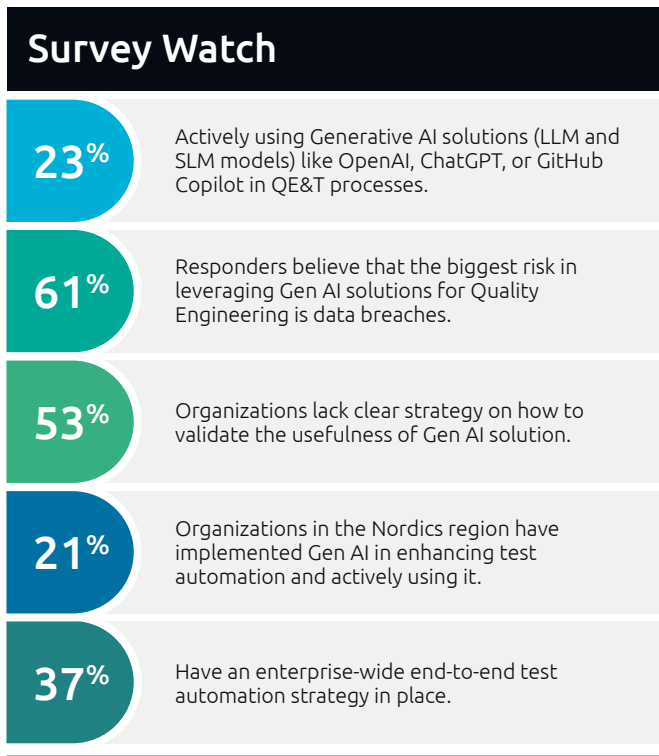 Survey Watch
23%
Actively using Generative AI solutions (LLM and
SLM models) like OpenAI, ChatGPT, or GitHub
Copilot in QE&T processes.
61%
Responders believe that the biggest risk in
leveraging Gen AI solutions for Quality
Engineering is data breaches.
53%
Organizations lack clear strategy on how to
validate the usefulness of Gen AI solution.
21%
Organizations in the Nordics region have
implemented Gen AI in enhancing test
automation and actively using it.
37%
Have an enterprise-wide end-to-end test
automation strategy in place.